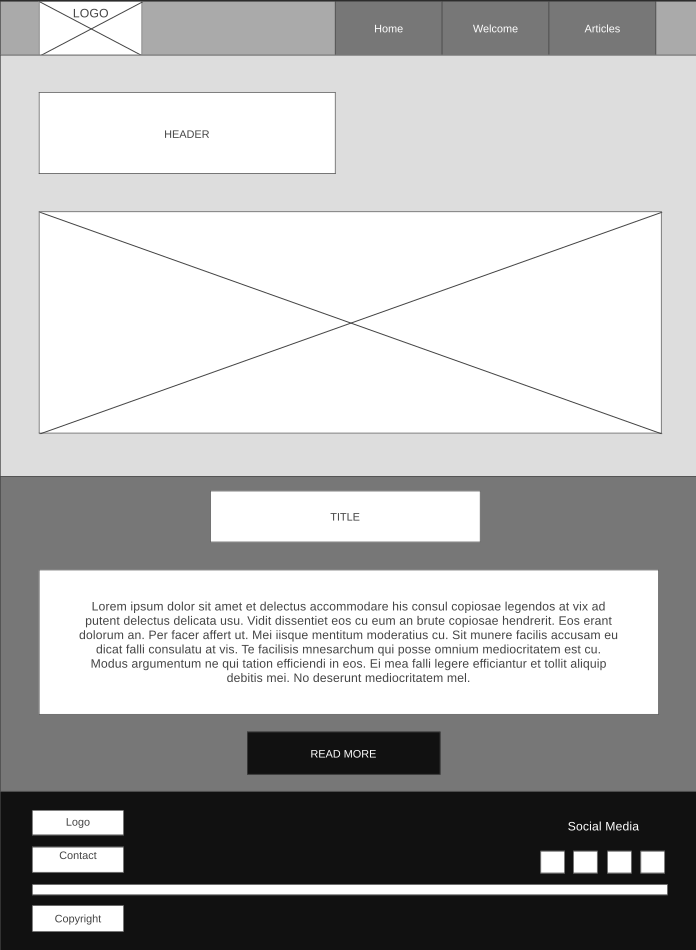 LOGO
Home
Welcome
Articles
HEADER
TITLE
Lorem ipsum dolor sit amet et delectus accommodare his consul copiosae legendos at vix ad
putent delectus delicata usu. Vidit dissentiet eos cu eum an brute copiosae hendrerit. Eos erant
dolorum an. Per facer affert ut. Mei iisque mentitum moderatius cu. Sit munere facilis accusam eu
dicat falli consulatu at vis. Te facilisis mnesarchum qui posse omnium mediocritatem est cu.
Modus argumentum ne qui tation efficiendi in eos. Ei mea falli legere efficiantur et tollit aliquip
debitis mei. No deserunt mediocritatem mel.
READ MORE
Logo
Social Media
Contact
Copyright